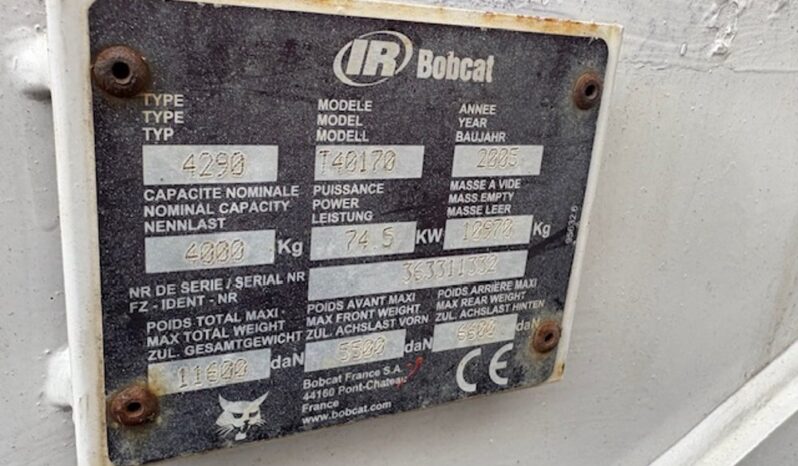 IR Bobcat
TYPE MODELE ANNEE
TYPE MODEL YEAR
TYP MODELL BAUJAHR
4290 T40170 2005
CAPACITE NOMINALE PUISSANCE MASSE A VIDE
NOMINAL CAPACITY POWER MASS EMPTY
NENNLAST LEISTUNG MASSE LEER
4000 Kg 74.5 KW 10970 Kg
NR DE SERIE / SERIAL NR
FZ - IDENT - NR
363311332
POIDS TOTAL MAXI POIDS AVANT MAXI POIDS ARRIÈRE MAXI
MAX TOTAL WEIGHT MAX FRONT WEIGHT MAX REAR WEIGHT
ZUL. GESAMTGEWICHT ZUL. ACHSLAST VORN ZUL. ACHSLAST HINTEN
11600 daN 5500 daN 6600 daN
Bobcat France S.A.
44160 Pont-Chateau
France
www.bobcat.com
CE